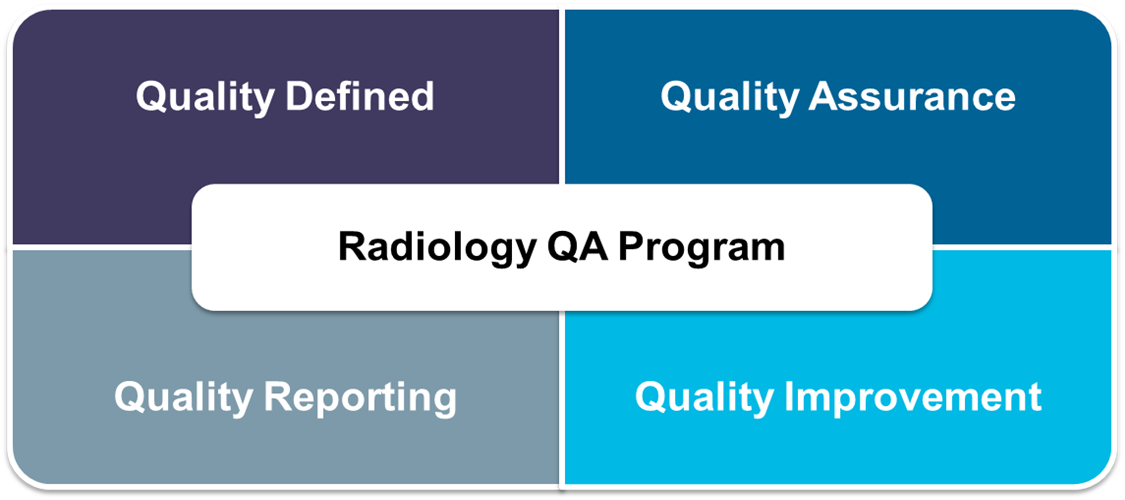 Quality Defined
Quality Assurance
Radiology QA Program
Quality Reporting
Quality Improvement